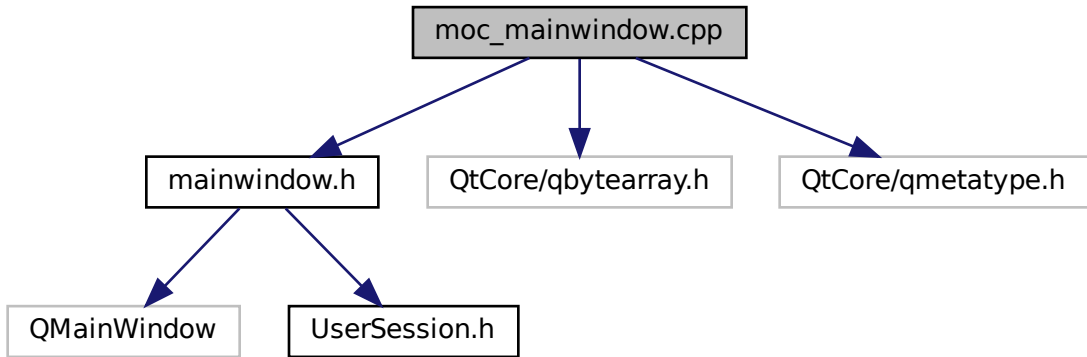 moc_mainwindow.cpp
mainwindow.h
QtCore/qbytearray.h
QtCore/qmetatype.h
QMainWindow
UserSession.h